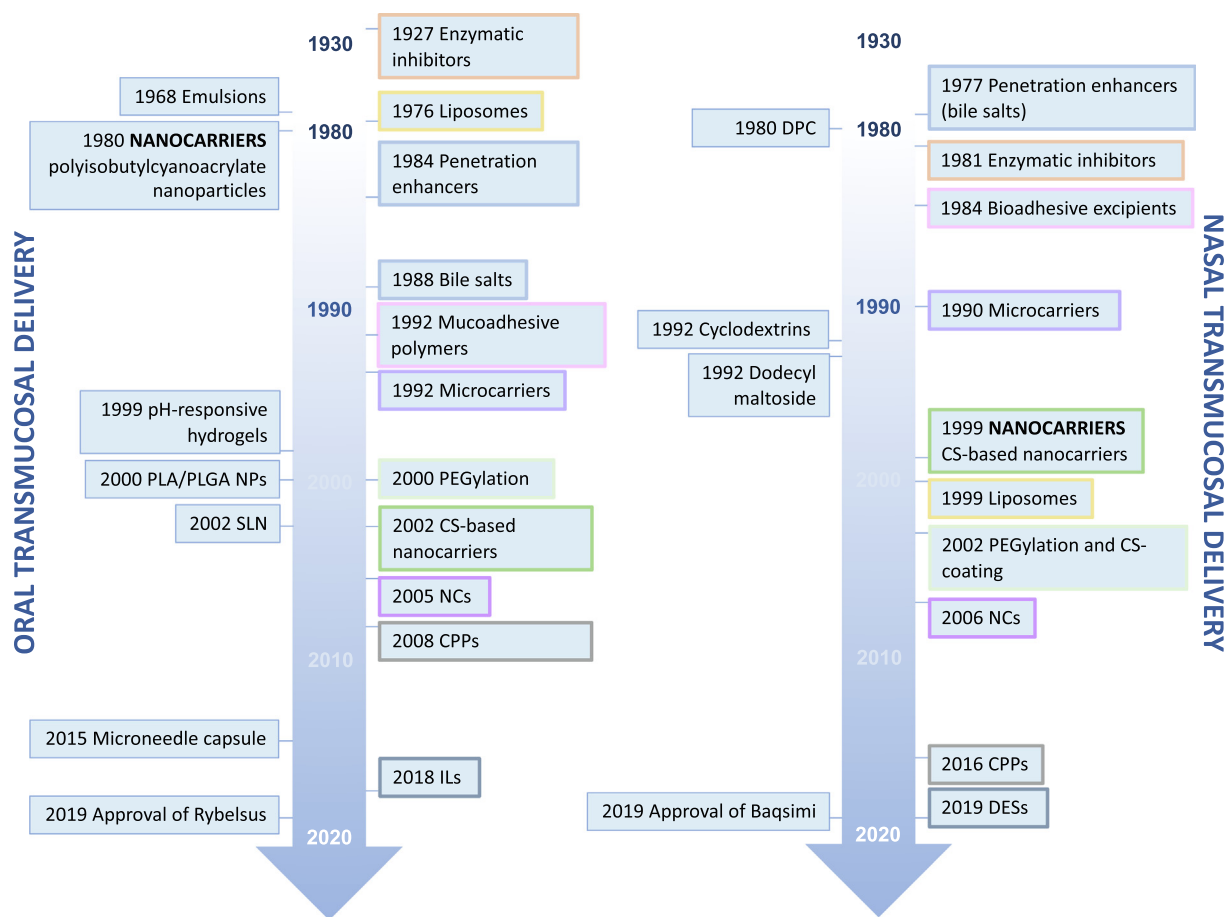 ORAL TRANSMUCOSAL DELIVERY
1968 Emulsions
1980 NANOCARRIERS
polyisobutylcyanoacrylate
nanoparticles
1999 pH-responsive
hydrogels
2000 PLA/PLGA NPs
2002 SLN
2015 Microneedle capsule
2019 Approval of Rybelsus
1930
1980
1990
2000
2010
2020
1927 Enzymatic
inhibitors
1976 Liposomes
1984 Penetration
enhancers
1988 Bile salts
1992 Mucoadhesive
polymers
1992 Microcarriers
2000 PEGylation
2002 CS-based
nanocarriers
2005 NCs
2008 CPPs
2018 ILs
1980 DPC
1992 Cyclodextrins
1992 Dodecyl
maltoside
2019 Approval of Baqsimi
1930
1980
1990
2000
2010
2020
1977 Penetration enhancers
(bile salts)
1981 Enzymatic inhibitors
1984 Bioadhesive excipients
1990 Microcarriers
1999 NANOCARRIERS
CS-based nanocarriers
1999 Liposomes
2002 PEGylation and CS-
coating
2006 NCs
2016 CPPs
2019 DESs
NASAL TRANSMUCOSAL DELIVERY